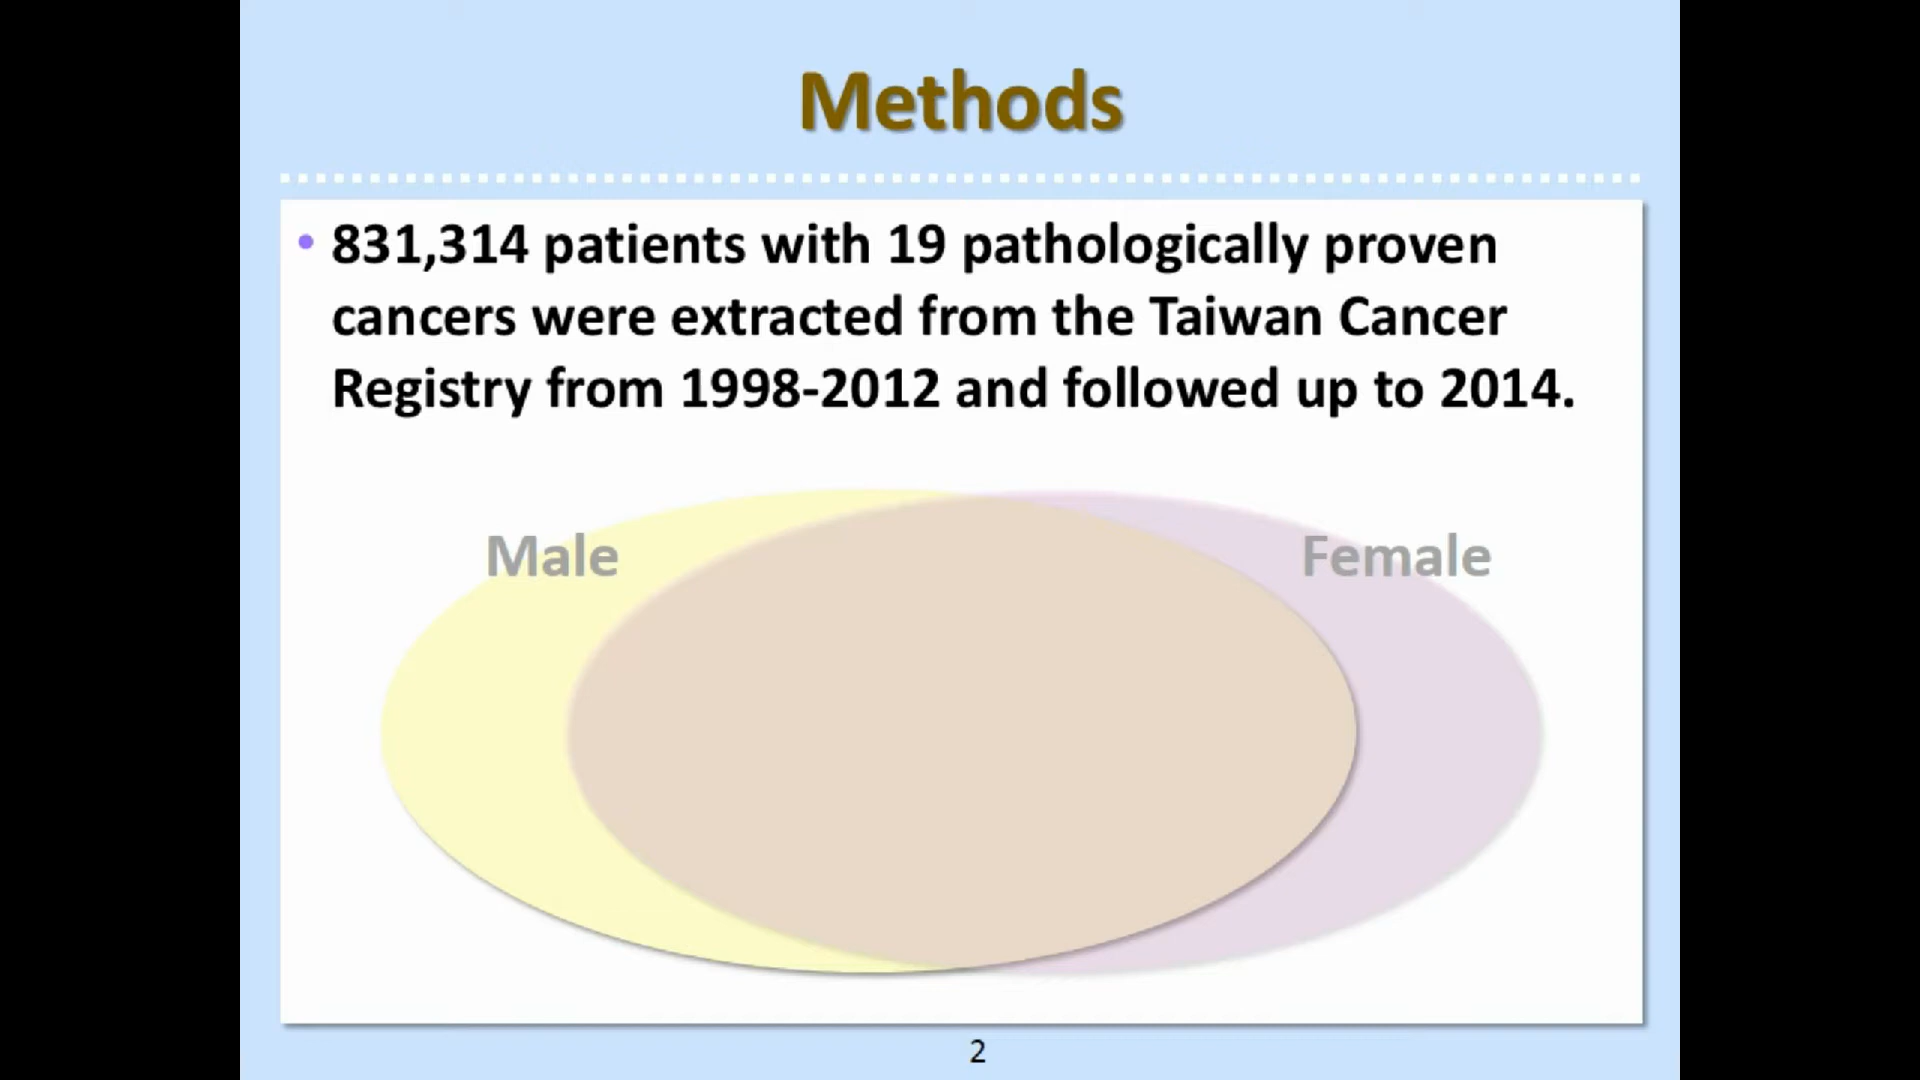 Methods
• 831,314 patients with 19 pathologically proven
cancers were extracted from the Taiwan Cancer
Registry from 1998-2012 and followed up to 2014.
Male
Female
2